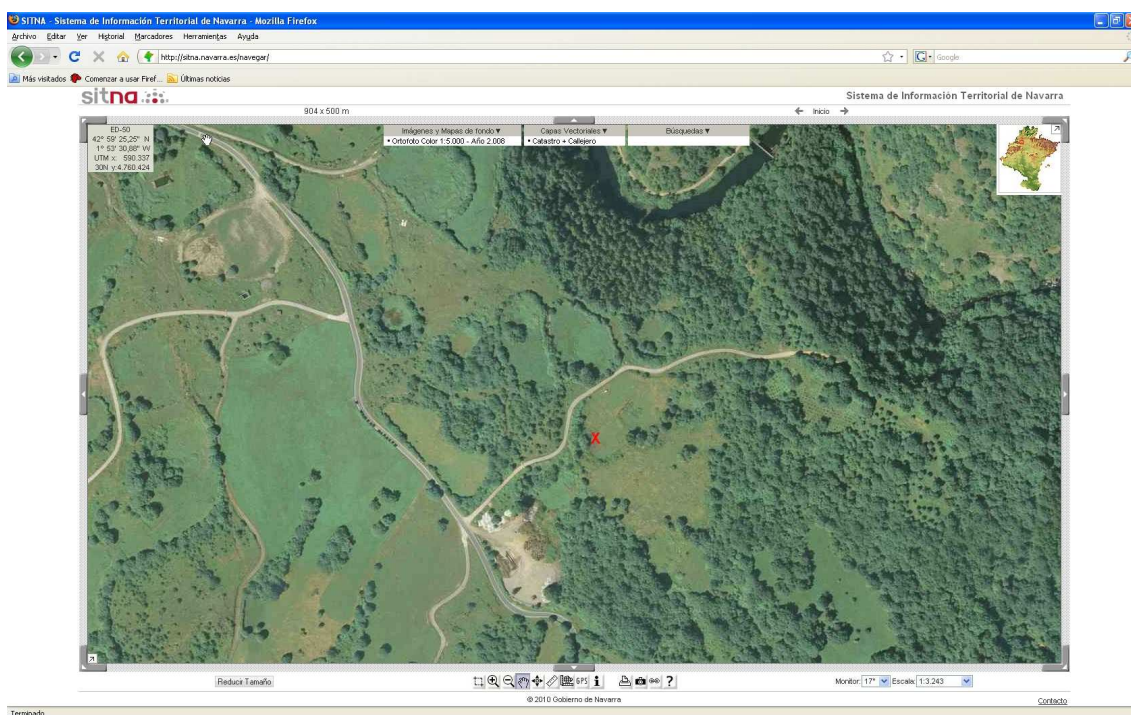 SITNA - Sistema de Información Territorial de Navarra - Mozilla Firefox
Archivo Editar Ver Historial Marcadores Herramientas Ayuda
http://sitna.navarra.es/navegar/
Google
Más visitados Comenzar a usar Firef... Últimas noticias
sitna
Sistema de Información Territorial de Navarra
904 x 500 m
Inicio
ED-50
42° 59' 25,25" N
1° 53' 30,88" W
UTM x: 590.337
30N y:4.760.424
Imágenes y Mapas de fondo ▼
• Ortofoto Color 1:5.000 - Año 2.008
Capas Vectoriales ▼
• Catastro + Callejero
Búsquedas ▼
X
Reducir Tamaño
GPS
i
?
Monitor: 17"
Escala: 1:3.243
© 2010 Gobierno de Navarra
Contacto
Terminado